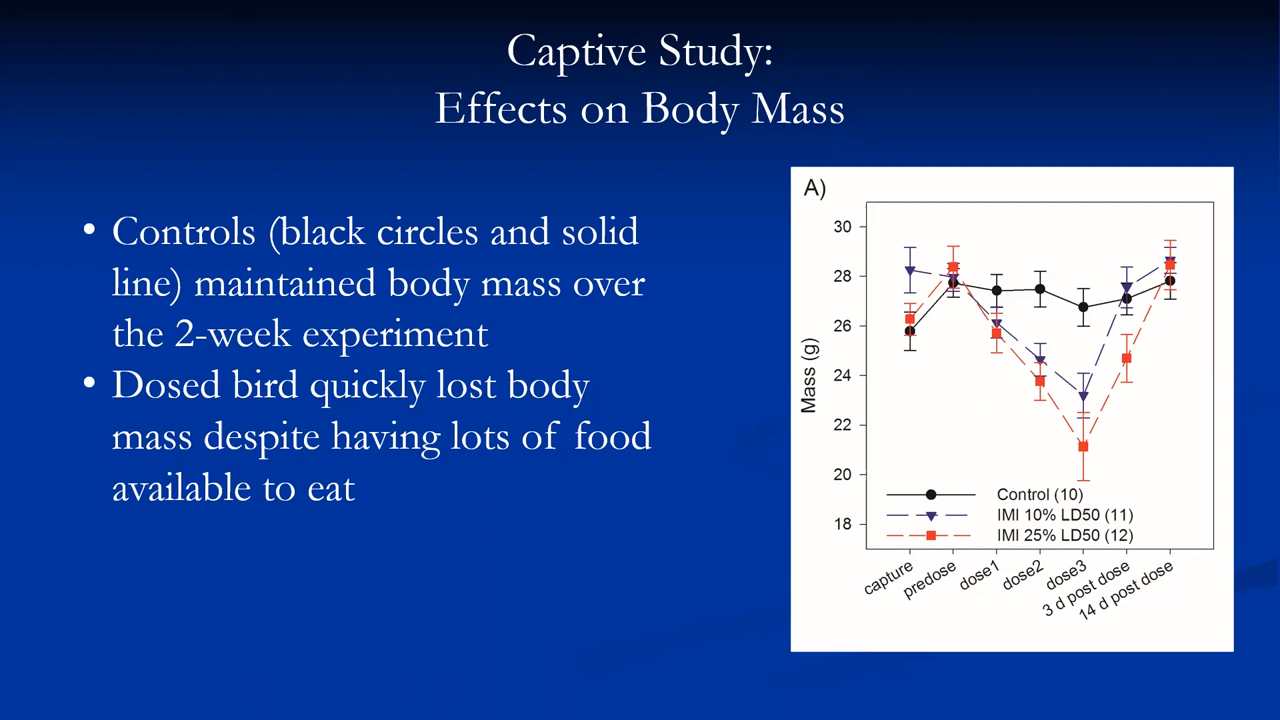 Captive Study:
Effects on Body Mass
• Controls (black circles and solid
line) maintained body mass over
the 2-week experiment
• Dosed bird quickly lost body
mass despite having lots of food
available to eat
A)
30
28
26
24
22
20
18
Mass (g)
Control (10)
IMI 10% LD50 (11)
IMI 25% LD50 (12)
capture
predose
dose1
dose2
dose3
3 d post dose
14 d post dose